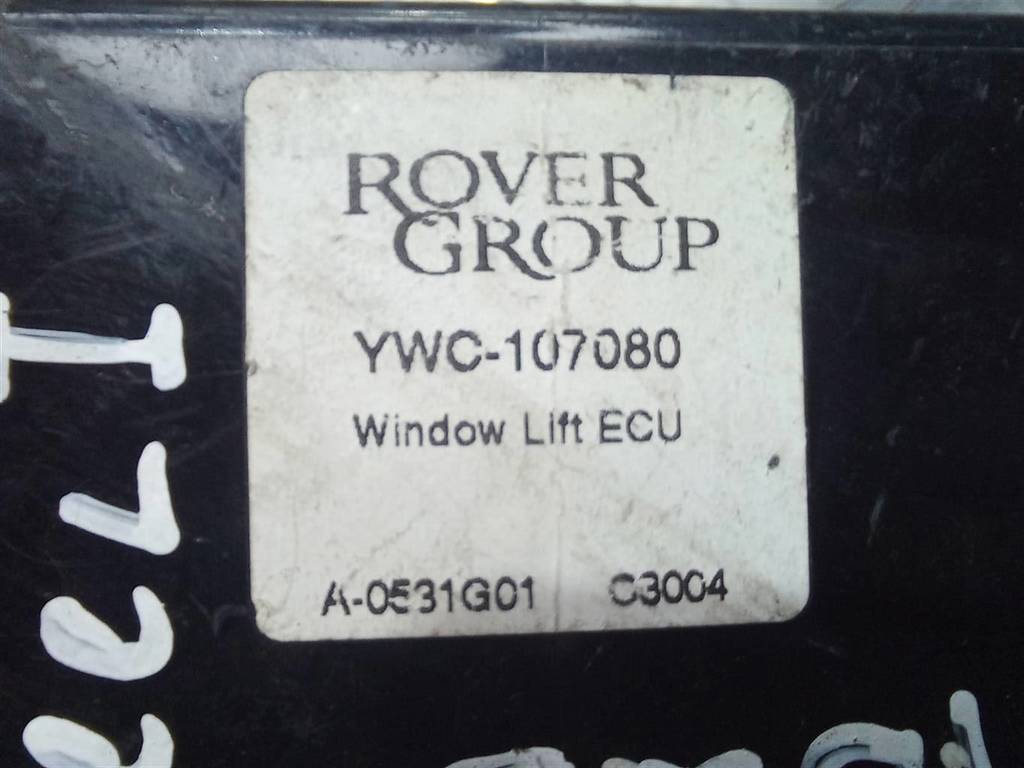 ROVER
GROUP
YWC-107080
Window Lift ECU
A-0531G01 C3004